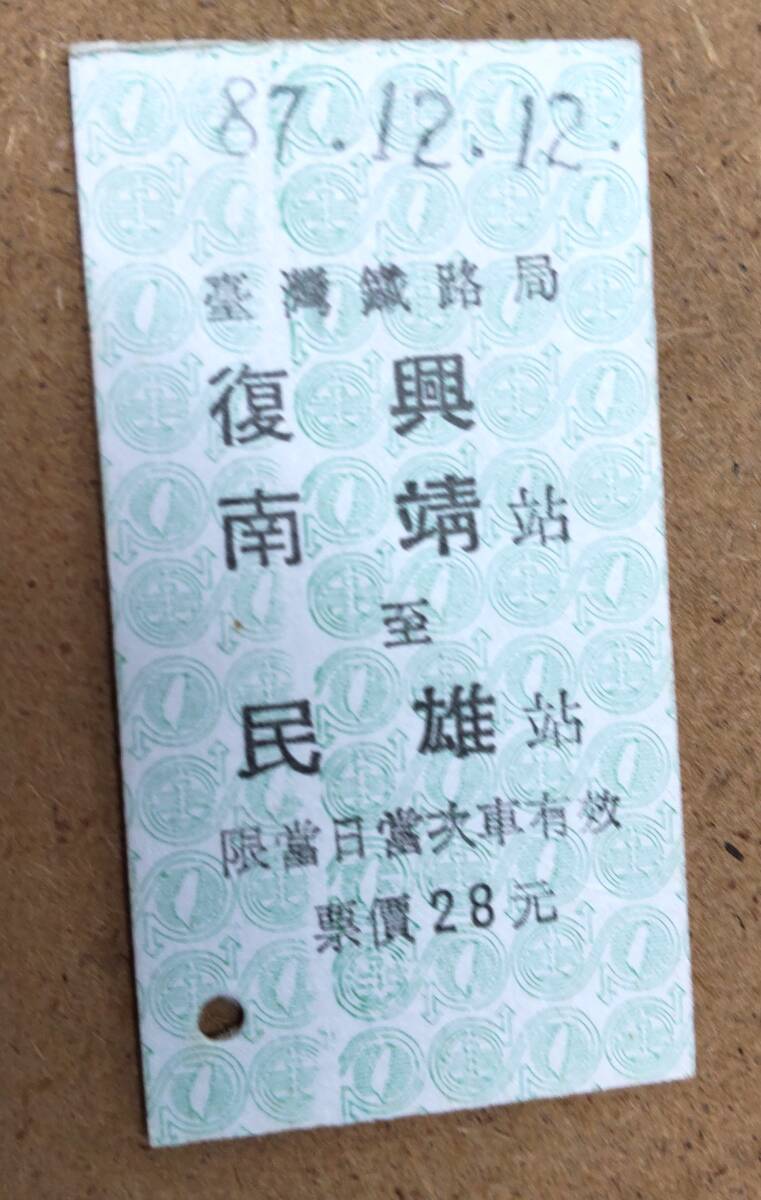 87.12.12.
臺灣鐵路局
復興
南靖站
至
民雄站
限當日當次車有效
票價28元